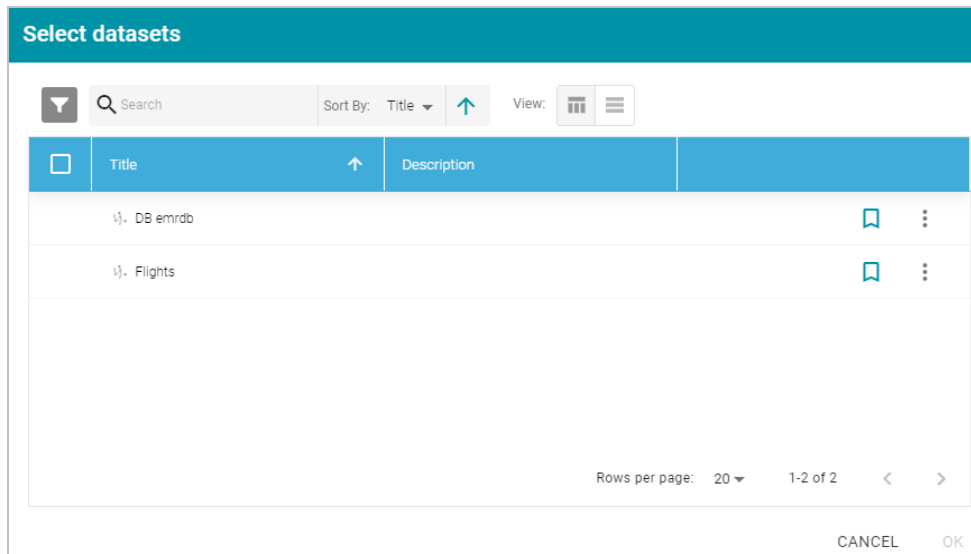 Select datasets
Search Sort By: Title View:
Title Description
DB emrdb
Flights
Rows per page: 20 1-2 of 2
CANCEL OK